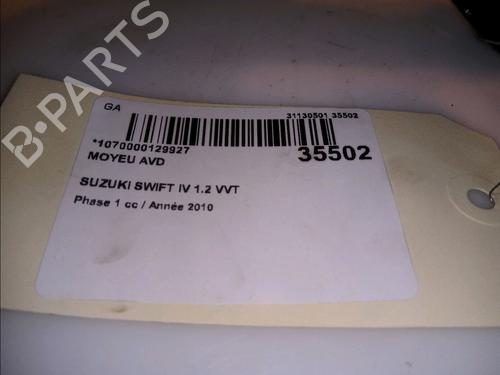 GA
31130501 35502
*1070000129927
35502
MOYEU AVD
SUZUKI SWIFT IV 1.2 VVT
Phase 1 cc / Année 2010
B-PARTS